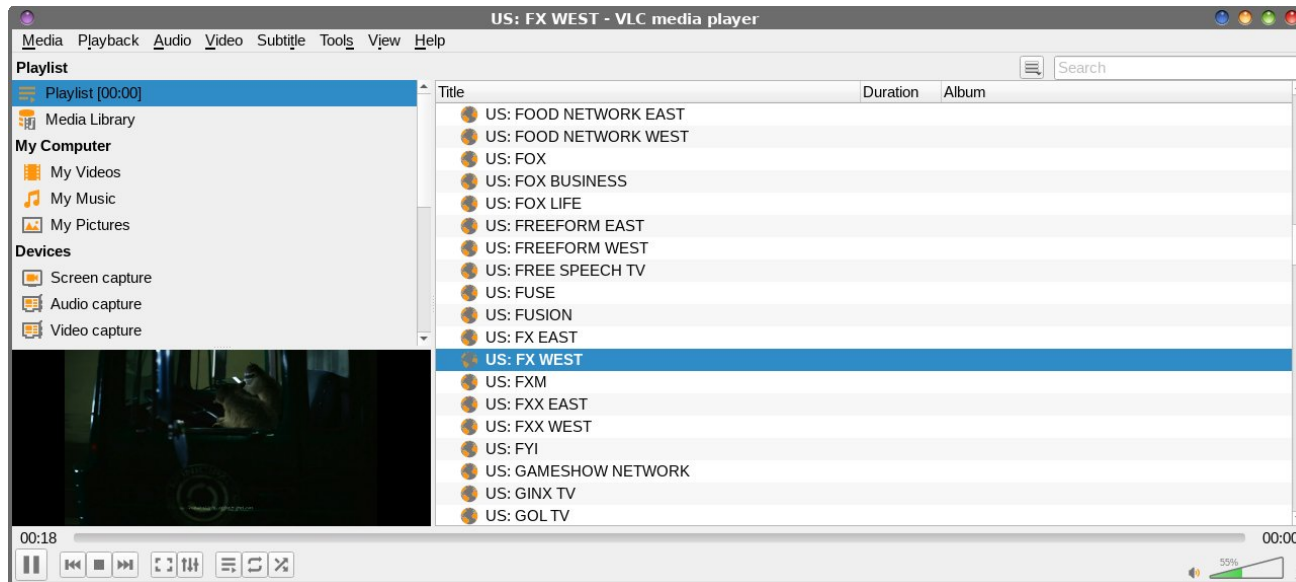 US: FX WEST - VLC media player
Media Playback Audio Video Subtitle Tools View Help
Playlist
Search
Playlist [00:00]
Media Library
My Computer
My Videos
My Music
My Pictures
Devices
Screen capture
Audio capture
Video capture
Title Duration Album
US: FOOD NETWORK EAST
US: FOOD NETWORK WEST
US: FOX
US: FOX BUSINESS
US: FOX LIFE
US: FREEFORM EAST
US: FREEFORM WEST
US: FREE SPEECH TV
US: FUSE
US: FUSION
US: FX EAST
US: FX WEST
US: FXM
US: FXX EAST
US: FXX WEST
US: FYI
US: GAMESHOW NETWORK
US: GINX TV
US: GOL TV
00:18 00:00
55%